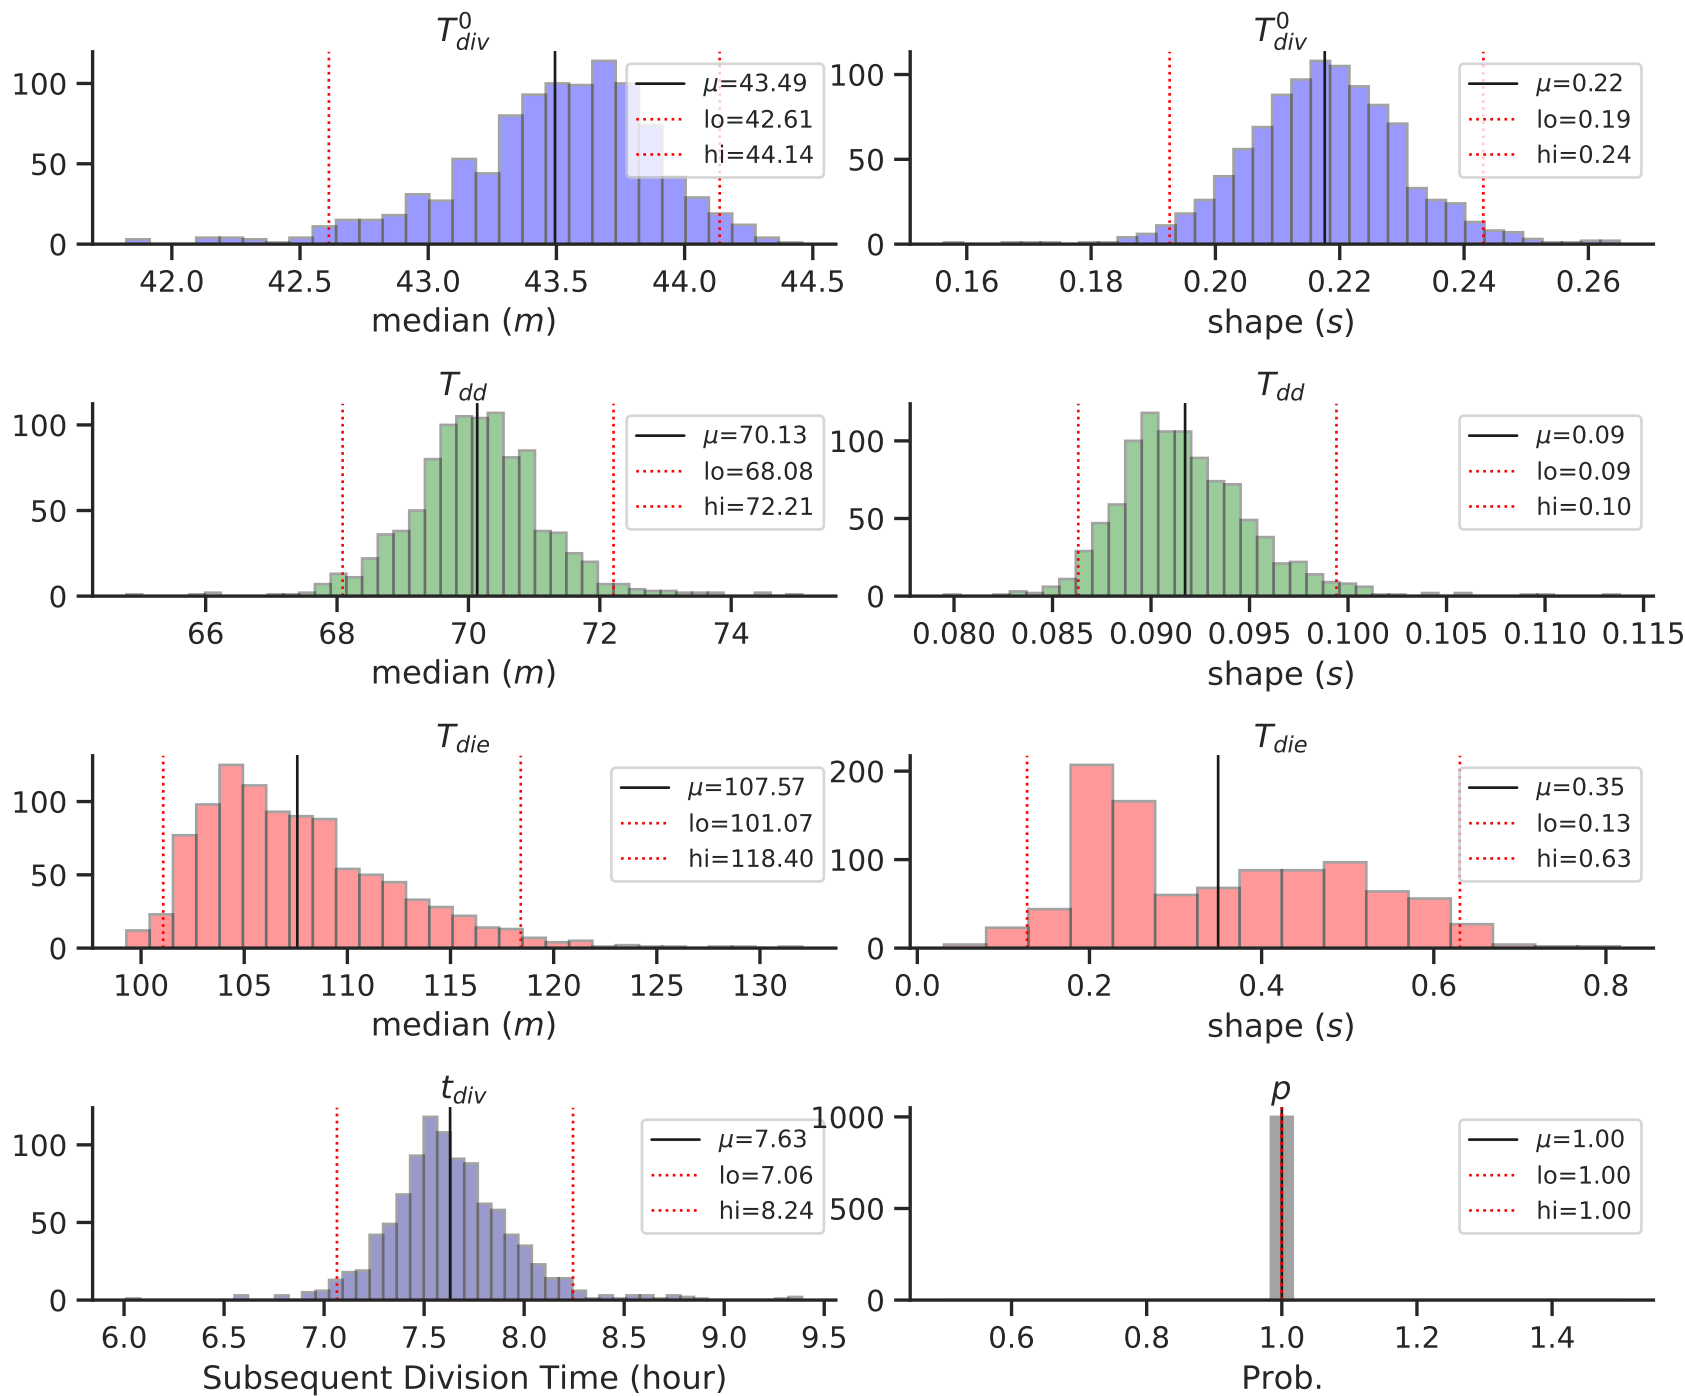 T⁰div
100
50
0
μ=43.49
lo=42.61
hi=44.14
42.0 42.5 43.0 43.5 44.0 44.5
median (m)
T⁰div
100
50
0
μ=0.22
lo=0.19
hi=0.24
0.16 0.18 0.20 0.22 0.24 0.26
shape (s)
Tdd
100
50
0
μ=70.13
lo=68.08
hi=72.21
66 68 70 72 74
median (m)
Tdd
100
50
0
μ=0.09
lo=0.09
hi=0.10
0.080 0.085 0.090 0.095 0.100 0.105 0.110 0.115
shape (s)
Tdie
100
50
0
μ=107.57
lo=101.07
hi=118.40
100 105 110 115 120 125 130
median (m)
Tdie
200
100
0
μ=0.35
lo=0.13
hi=0.63
0.0 0.2 0.4 0.6 0.8
shape (s)
tdiv
100
50
0
μ=7.63
lo=7.06
hi=8.24
6.0 6.5 7.0 7.5 8.0 8.5 9.0 9.5
Subsequent Division Time (hour)
p
1000
500
0
μ=1.00
lo=1.00
hi=1.00
0.6 0.8 1.0 1.2 1.4
Prob.